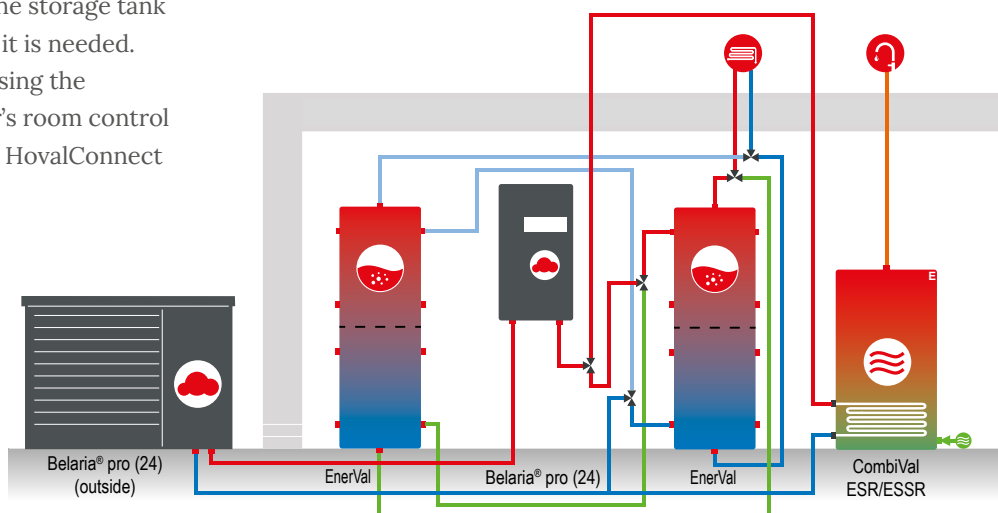 ne storage tank
it is needed.
sing the
r's room control
HovalConnect
E
Belaria® pro (24)
(outside)
EnerVal
Belaria® pro (24)
EnerVal
CombiVal
ESR/ESSR